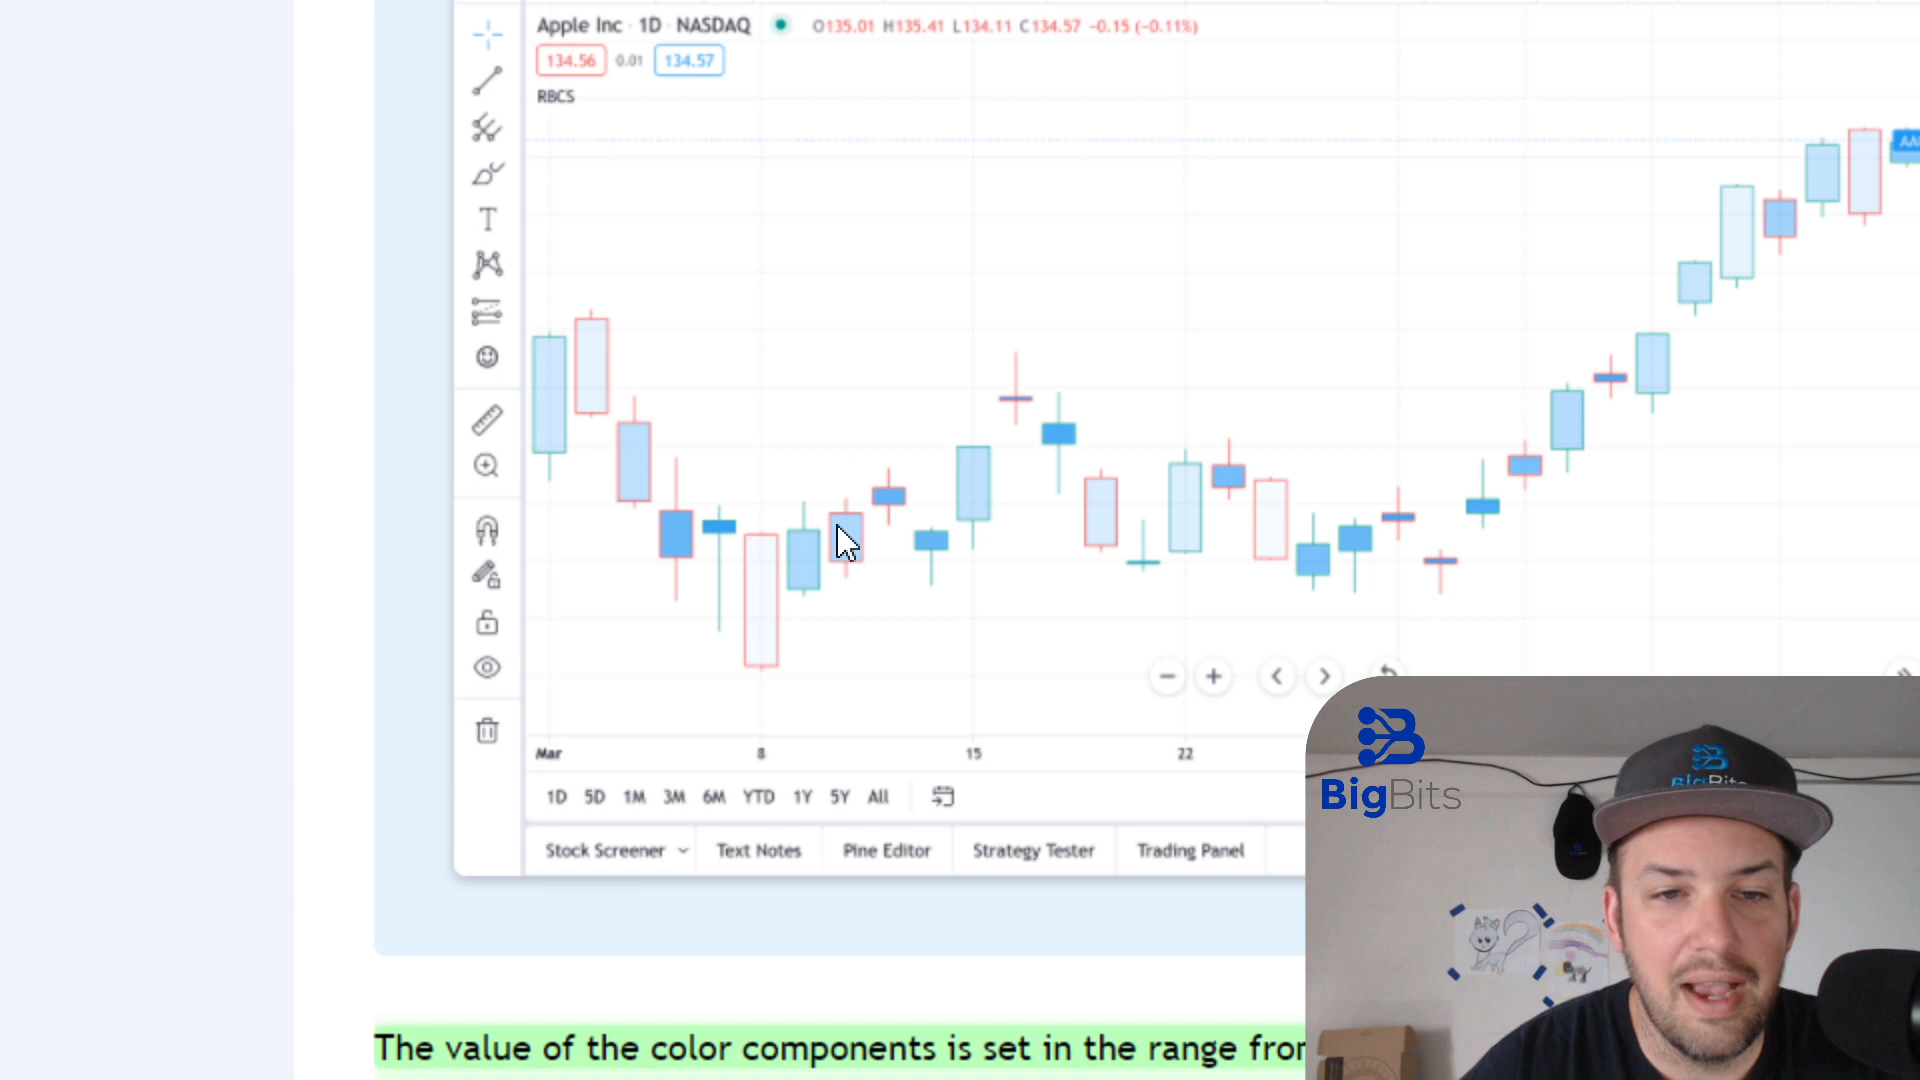 Apple Inc · 1D · NASDAQ O135.01 H135.41 L134.11 C134.57 −0.15 (−0.11%)
134.56 0.01 134.57
RBCS
Mar 8 15 22
1D 5D 1M 3M 6M YTD 1Y 5Y All
Stock Screener Text Notes Pine Editor Strategy Tester Trading Panel
BigBits
The value of the color components is set in the range